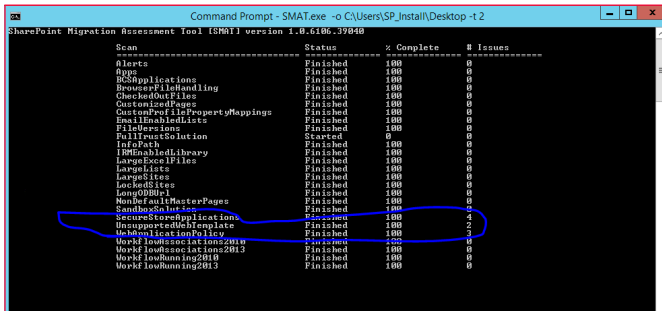 Command Prompt - SMAT.exe -o C:\Users\SP_Install\Desktop -t 2
SharePoint Migration Assessment Tool [SMAT] version 1.0.6106.39040
Scan Status % Complete # Issues
Alerts Finished 100 0
Apps Finished 100 0
BCSApplications Finished 100 0
BrowserFileHandling Finished 100 0
CheckedOutFiles Finished 100 0
CustomizedPages Finished 100 0
CustomProfilePropertyMappings Finished 100 0
EmailEnabledLists Finished 100 0
FileVersions Finished 100 0
FullTrustSolution Started 0 0
InfoPath Finished 100 0
IRMEnabledLibrary Finished 100 0
LargeExcelFiles Finished 100 0
LargeLists Finished 100 0
LargeSites Finished 100 0
LockedSites Finished 100 0
LongODBUrl Finished 100 0
NonDefaultMasterPages Finished 100 0
SandboxSolution Finished 100 0
SecureStoreApplications Finished 100 4
UnsupportedWebTemplate Finished 100 2
WebApplicationPolicy Finished 100 3
WorkflowAssociations2010 Finished 100 0
WorkflowAssociations2013 Finished 100 0
WorkflowRunning2010 Finished 100 0
WorkflowRunning2013 Finished 100 0